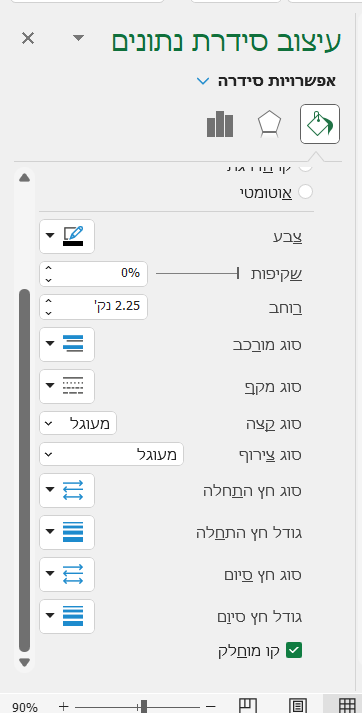 עיצוב סידרת נתונים
אפשרויות סידרה
אוטומטי
צבע
שקיפות 0%
רוחב 2.25 נק'
סוג מורכב
סוג מקף
סוג קצה מעוגל
סוג צירוף מעוגל
סוג חץ התחלה
גודל חץ התחלה
סוג חץ סיום
גודל חץ סיום
קו מוחלק
90%